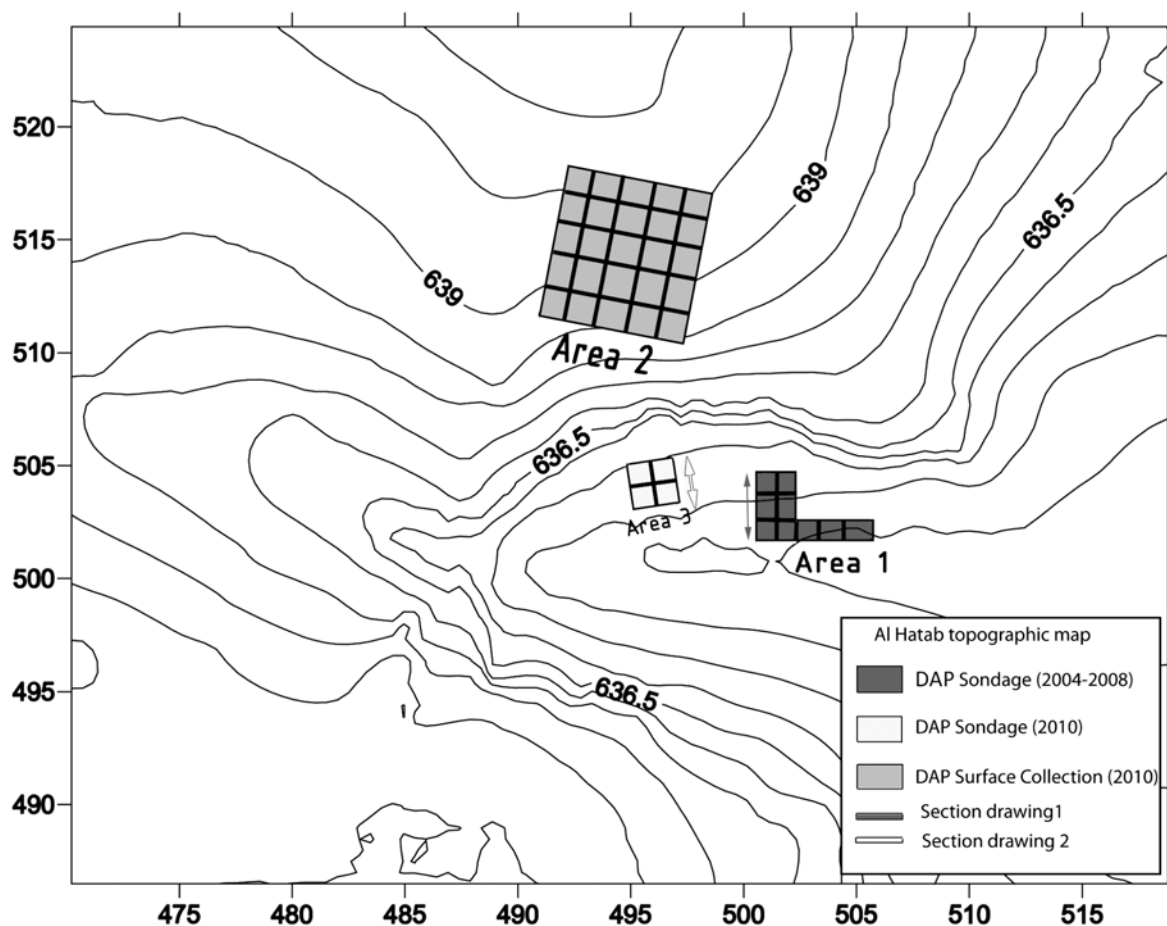 520
515
510
505
500
495
490
475
480
485
490
495
500
505
510
515
639
639
636.5
636.5
636.5
Area 2
Area 3
Area 1
Al Hatab topographic map
DAP Sondage (2004-2008)
DAP Sondage (2010)
DAP Surface Collection (2010)
Section drawing1
Section drawing 2